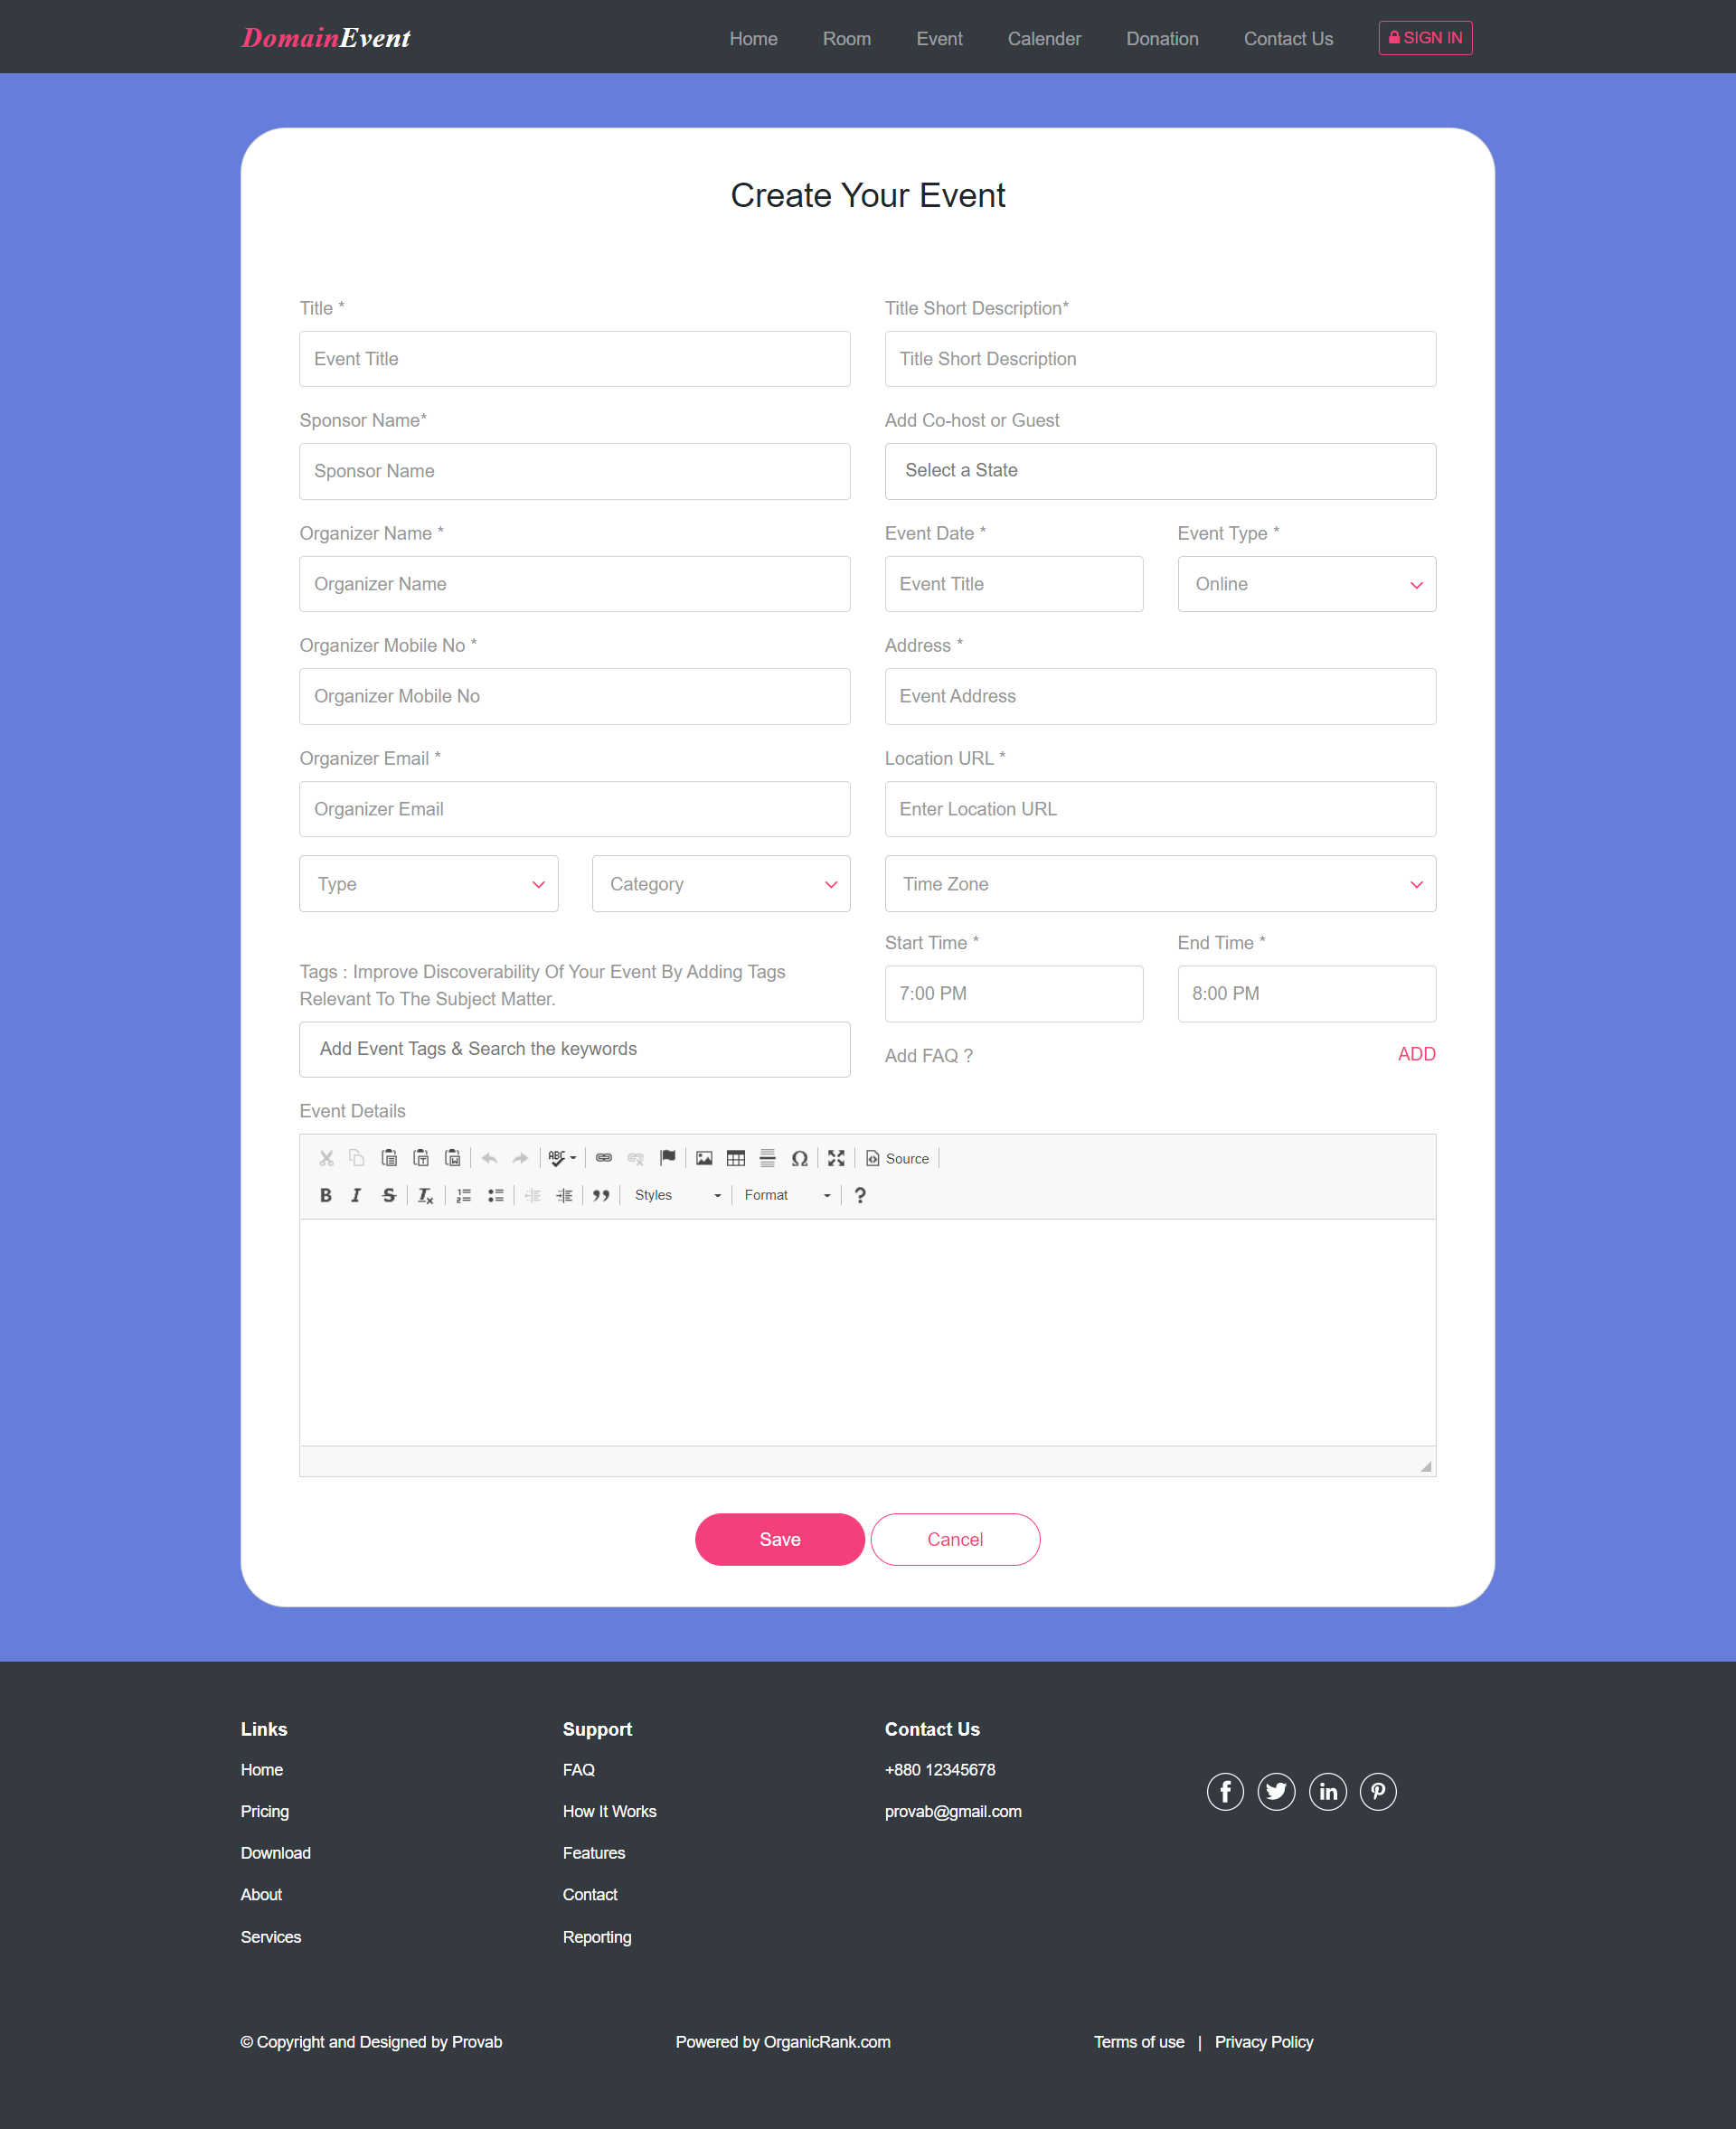 DomainEvent
Home Room Event Calender Donation Contact Us SIGN IN
Create Your Event
Title * Title Short Description*
Event Title Title Short Description
Sponsor Name* Add Co-host or Guest
Sponsor Name Select a State
Organizer Name * Event Date * Event Type *
Organizer Name Event Title Online
Organizer Mobile No * Address *
Organizer Mobile No Event Address
Organizer Email * Location URL *
Organizer Email Enter Location URL
Type Category Time Zone
Start Time * End Time *
Tags : Improve Discoverability Of Your Event By Adding Tags
Relevant To The Subject Matter.
7:00 PM 8:00 PM
Add Event Tags & Search the keywords
Add FAQ ? ADD
Event Details
ABC Ω Source
B I S Tx Styles Format ?
Save Cancel
Links Support Contact Us
Home FAQ +880 12345678
Pricing How It Works provab@gmail.com
Download Features
About Contact
Services Reporting
© Copyright and Designed by Provab Powered by OrganicRank.com Terms of use | Privacy Policy